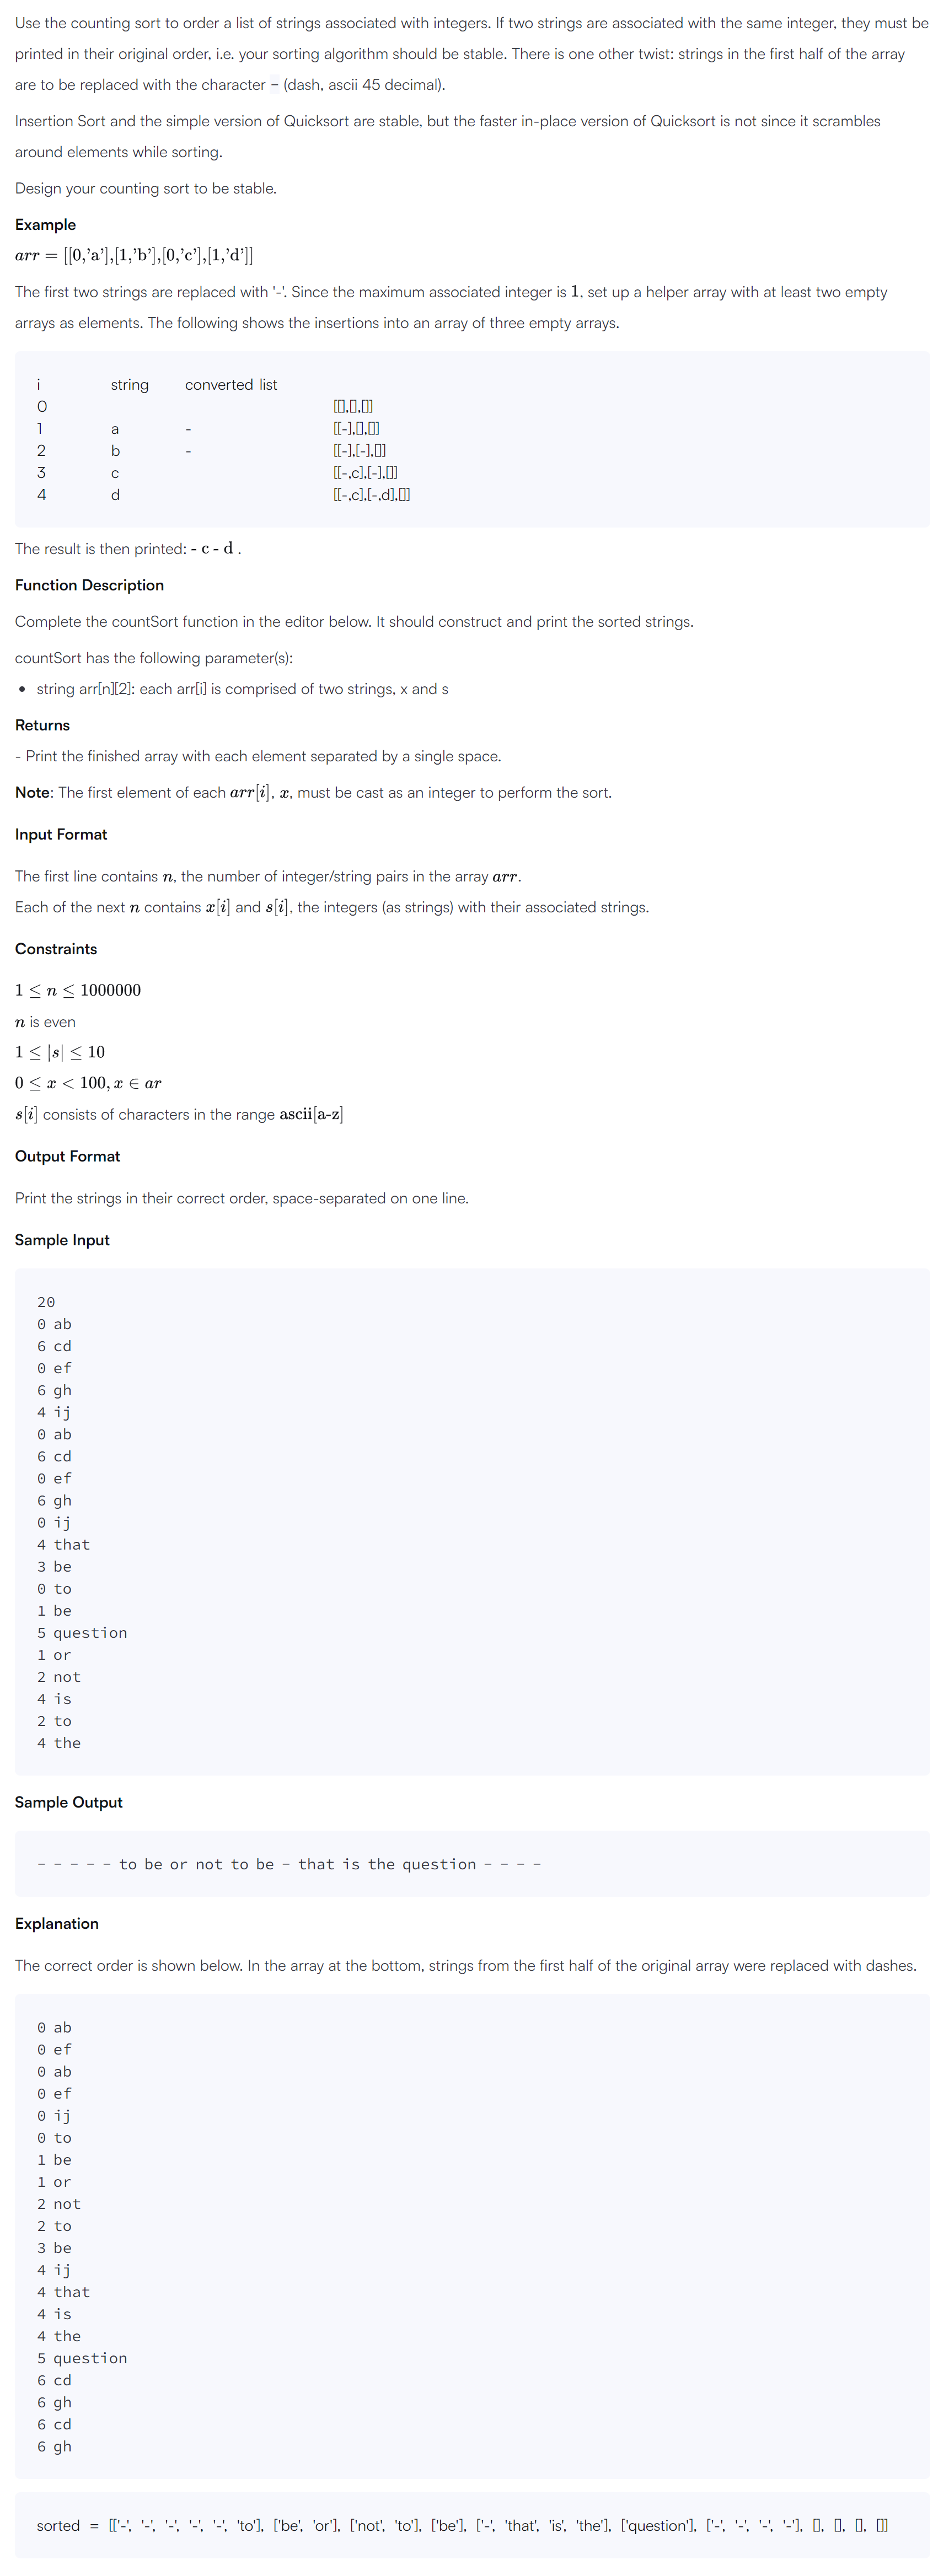 Use the counting sort to order a list of strings associated with integers. If two strings are associated with the same integer, they must be
printed in their original order, i.e. your sorting algorithm should be stable. There is one other twist: strings in the first half of the array
are to be replaced with the character - (dash, ascii 45 decimal).
Insertion Sort and the simple version of Quicksort are stable, but the faster in-place version of Quicksort is not since it scrambles
around elements while sorting.
Design your counting sort to be stable.
Example
arr = [[0,'a'],[1,'b'],[0,'c'],[1,'d']]
The first two strings are replaced with '-'. Since the maximum associated integer is 1, set up a helper array with at least two empty
arrays as elements. The following shows the insertions into an array of three empty arrays.
i string converted list
0 [[],[],[]]
1 a - [[-],[],[]]
2 b - [[-],[-],[]]
3 c [[-,c],[-],[]]
4 d [[-,c],[-,d],[]]
The result is then printed: - c - d .
Function Description
Complete the countSort function in the editor below. It should construct and print the sorted strings.
countSort has the following parameter(s):
• string arr[n][2]: each arr[i] is comprised of two strings, x and s
Returns
- Print the finished array with each element separated by a single space.
Note: The first element of each arr[i], x, must be cast as an integer to perform the sort.
Input Format
The first line contains n, the number of integer/string pairs in the array arr.
Each of the next n contains x[i] and s[i], the integers (as strings) with their associated strings.
Constraints
1 ≤ n ≤ 1000000
n is even
1 ≤ |s| ≤ 10
0 ≤ x < 100, x ∈ ar
s[i] consists of characters in the range ascii[a-z]
Output Format
Print the strings in their correct order, space-separated on one line.
Sample Input
20
0 ab
6 cd
0 ef
6 gh
4 ij
0 ab
6 cd
0 ef
6 gh
0 ij
4 that
3 be
0 to
1 be
5 question
1 or
2 not
4 is
2 to
4 the
Sample Output
- - - - - to be or not to be - that is the question - - - -
Explanation
The correct order is shown below. In the array at the bottom, strings from the first half of the original array were replaced with dashes.
0 ab
0 ef
0 ab
0 ef
0 ij
0 to
1 be
1 or
2 not
2 to
3 be
4 ij
4 that
4 is
4 the
5 question
6 cd
6 gh
6 cd
6 gh
sorted = [['-', '-', '-', '-', '-', 'to'], ['be', 'or'], ['not', 'to'], ['be'], ['-', 'that', 'is', 'the'], ['question'], ['-', '-', '-', '-'], [], [], [], []]